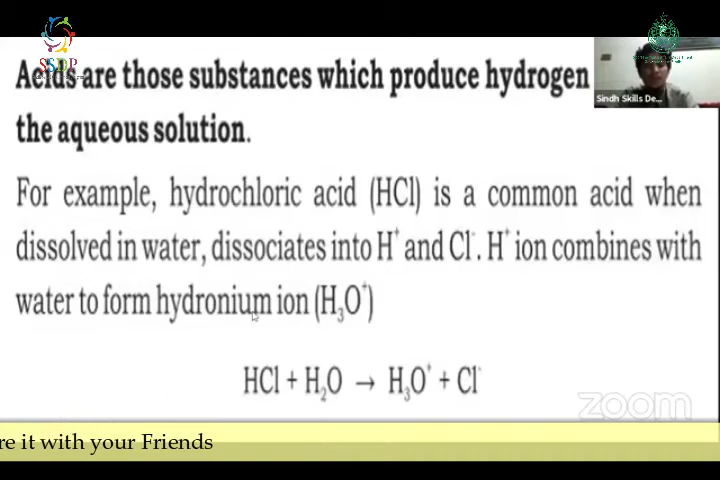 SSDP
Acids are those substances which produce hydrogen
Sindh Skills De...
the aqueous solution.
For example, hydrochloric acid (HCl) is a common acid when
dissolved in water, dissociates into H⁺ and Cl⁻. H⁺ ion combines with
water to form hydronium ion (H₃O⁺)
HCl + H₂O → H₃O⁺ + Cl⁻
zoom
re it with your Friends